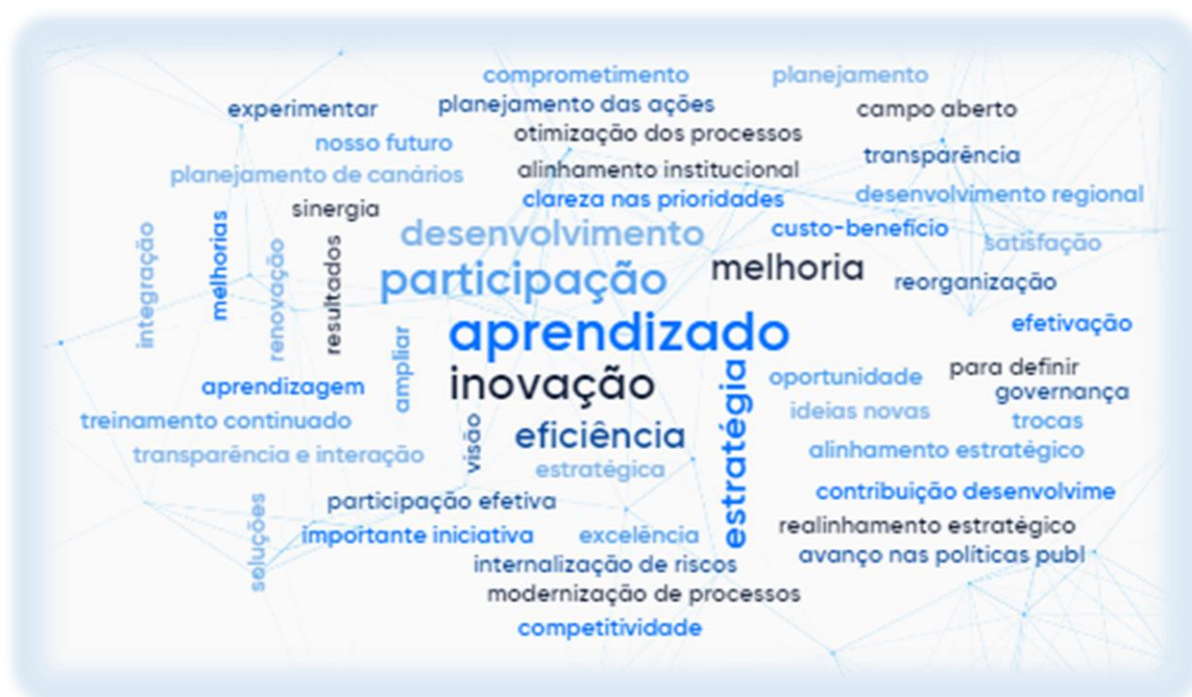 comprometimento
planejamento
experimentar
planejamento das ações
campo aberto
otimização dos processos
nosso futuro
transparência
alinhamento institucional
planejamento de canários
desenvolvimento regional
clareza nas prioridades
sinergia
custo-benefício
desenvolvimento
satisfação
integração
melhorias
renovação
resultados
participação
melhoria
reorganização
efetivação
aprendizado
ampliar
para definir
aprendizagem
inovação
estratégia
oportunidade
governança
ideias novas
treinamento continuado
trocas
visão
eficiência
transparência e interação
alinhamento estratégico
estratégica
contribuição desenvolvime
participação efetiva
soluções
realinhamento estratégico
importante iniciativa
excelência
avanço nas políticas publ
internalização de riscos
modernização de processos
competitividade